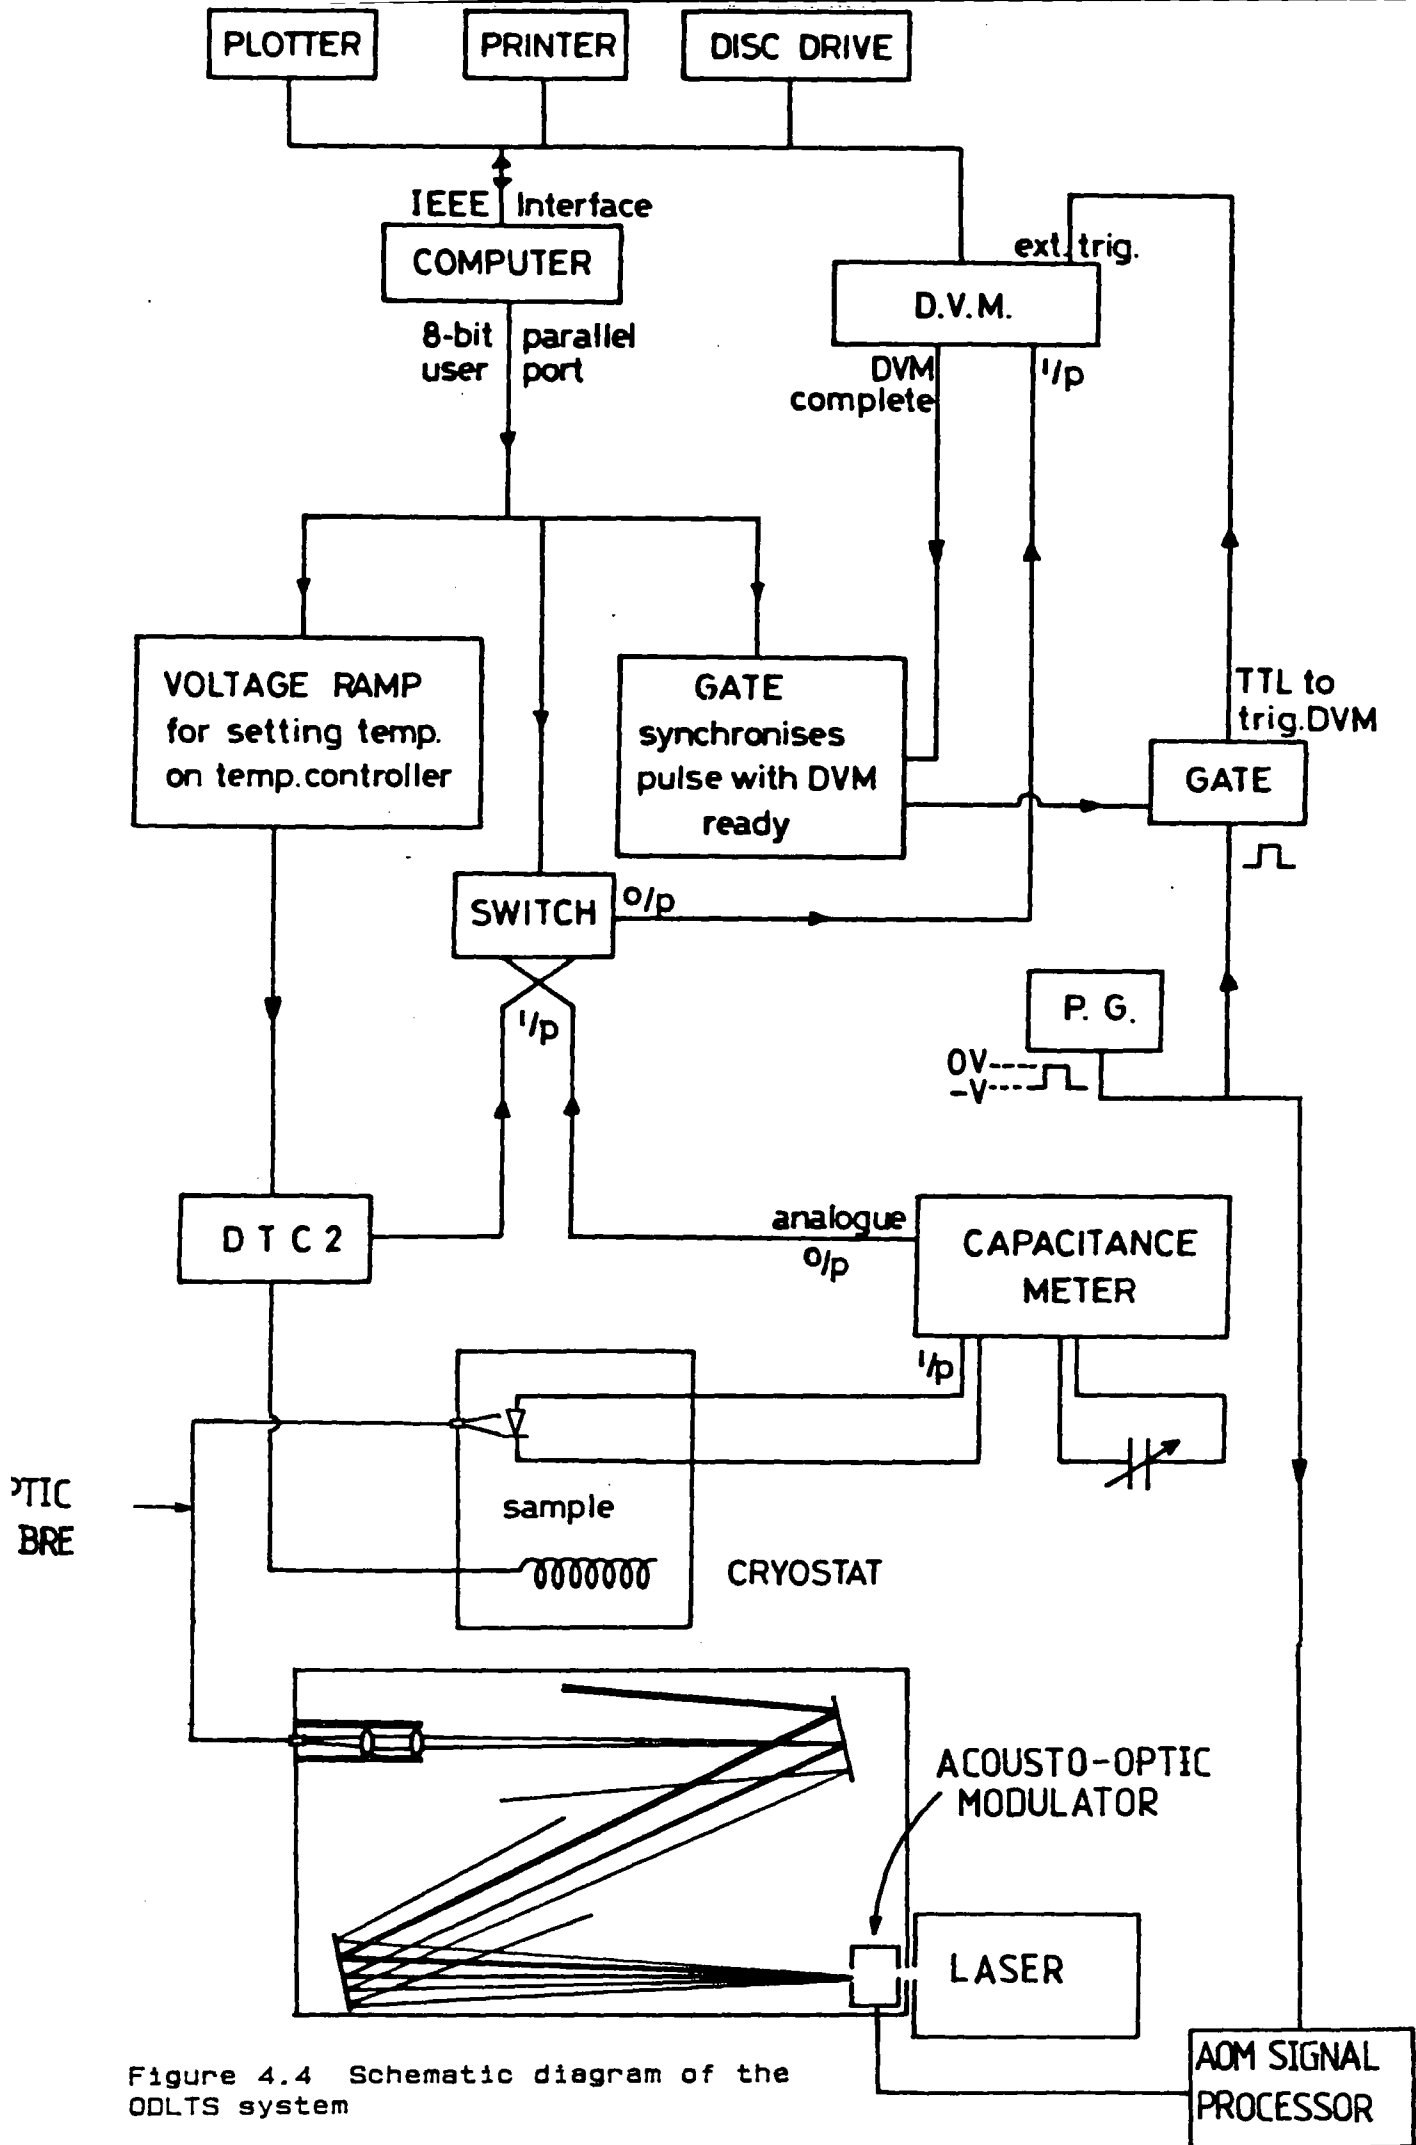 PLOTTER
PRINTER
DISC DRIVE
IEEE Interface
COMPUTER
ext. trig.
D.V.M.
8-bit parallel
user port
DVM
complete
I/p
VOLTAGE RAMP
for setting temp.
on temp.controller
GATE
synchronises
pulse with DVM
ready
TTL to
trig.DVM
GATE
SWITCH
O/p
I/p
P. G.
0V
-V
DTC2
analogue
O/p
CAPACITANCE
METER
I/p
PTIC
BRE
sample
CRYOSTAT
ACOUSTO-OPTIC
MODULATOR
LASER
AOM SIGNAL
PROCESSOR
Figure 4.4 Schematic diagram of the
ODLTS system